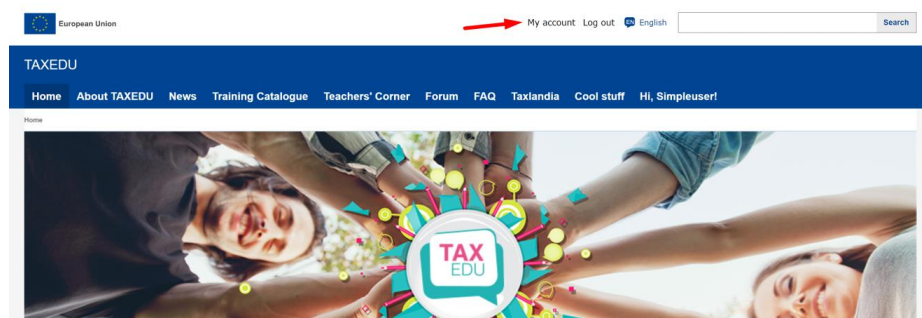 European Union
My account Log out EN English Search
TAXEDU
Home About TAXEDU News Training Catalogue Teachers' Corner Forum FAQ Taxlandia Cool stuff Hi, Simpleuser!
Home
TAX
EDU